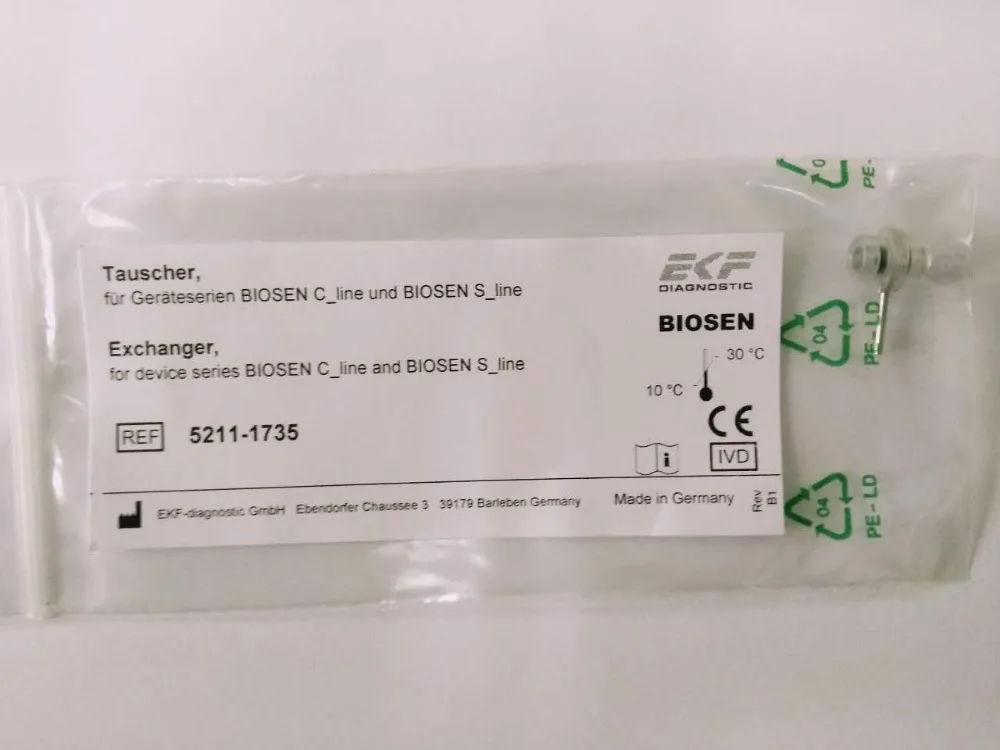 Tauscher,
für Geräteserien BIOSEN C_line und BIOSEN S_line
Exchanger,
for device series BIOSEN C_line and BIOSEN S_line
REF 5211-1735
EKF
DIAGNOSTIC
BIOSEN
30 °C
10 °C
CE
i
IVD
EKF-diagnostic GmbH Ebendorfer Chaussee 3 39179 Barleben Germany
Made in Germany
Rev
B1
0
PE-
04
PE-LD
04
PE-LD